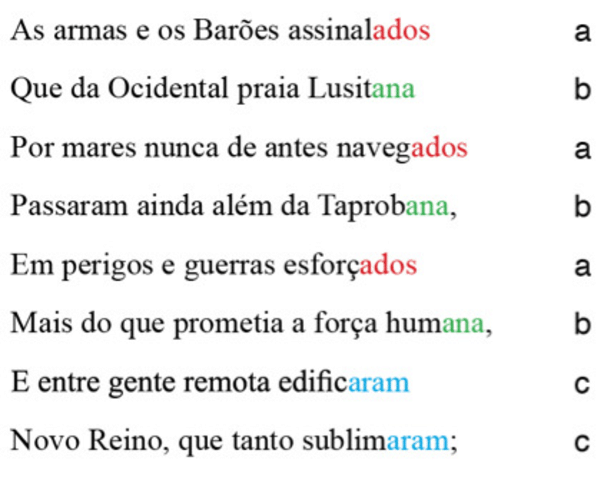 As armas e os Barões assinalados a
Que da Ocidental praia Lusitana b
Por mares nunca de antes navegados a
Passaram ainda além da Taprobana, b
Em perigos e guerras esforçados a
Mais do que prometia a força humana, b
E entre gente remota edificaram c
Novo Reino, que tanto sublimaram; c